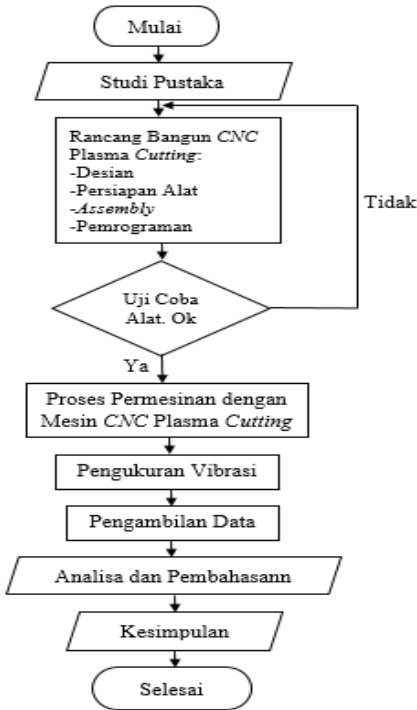 Mulai
Studi Pustaka
Rancang Bangun CNC
Plasma Cutting:
-Desian
-Persiapan Alat
-Assembly
-Pemrograman
Tidak
Uji Coba
Alat. Ok
Ya
Proses Permesinan dengan
Mesin CNC Plasma Cutting
Pengukuran Vibrasi
Pengambilan Data
Analisa dan Pembahasann
Kesimpulan
Selesai